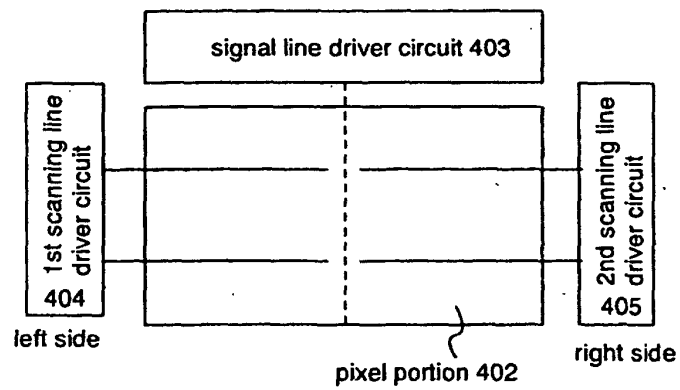 signal line driver circuit 403
1st scanning line
driver circuit
404
left side
2nd scanning line
driver circuit
405
right side
pixel portion 402